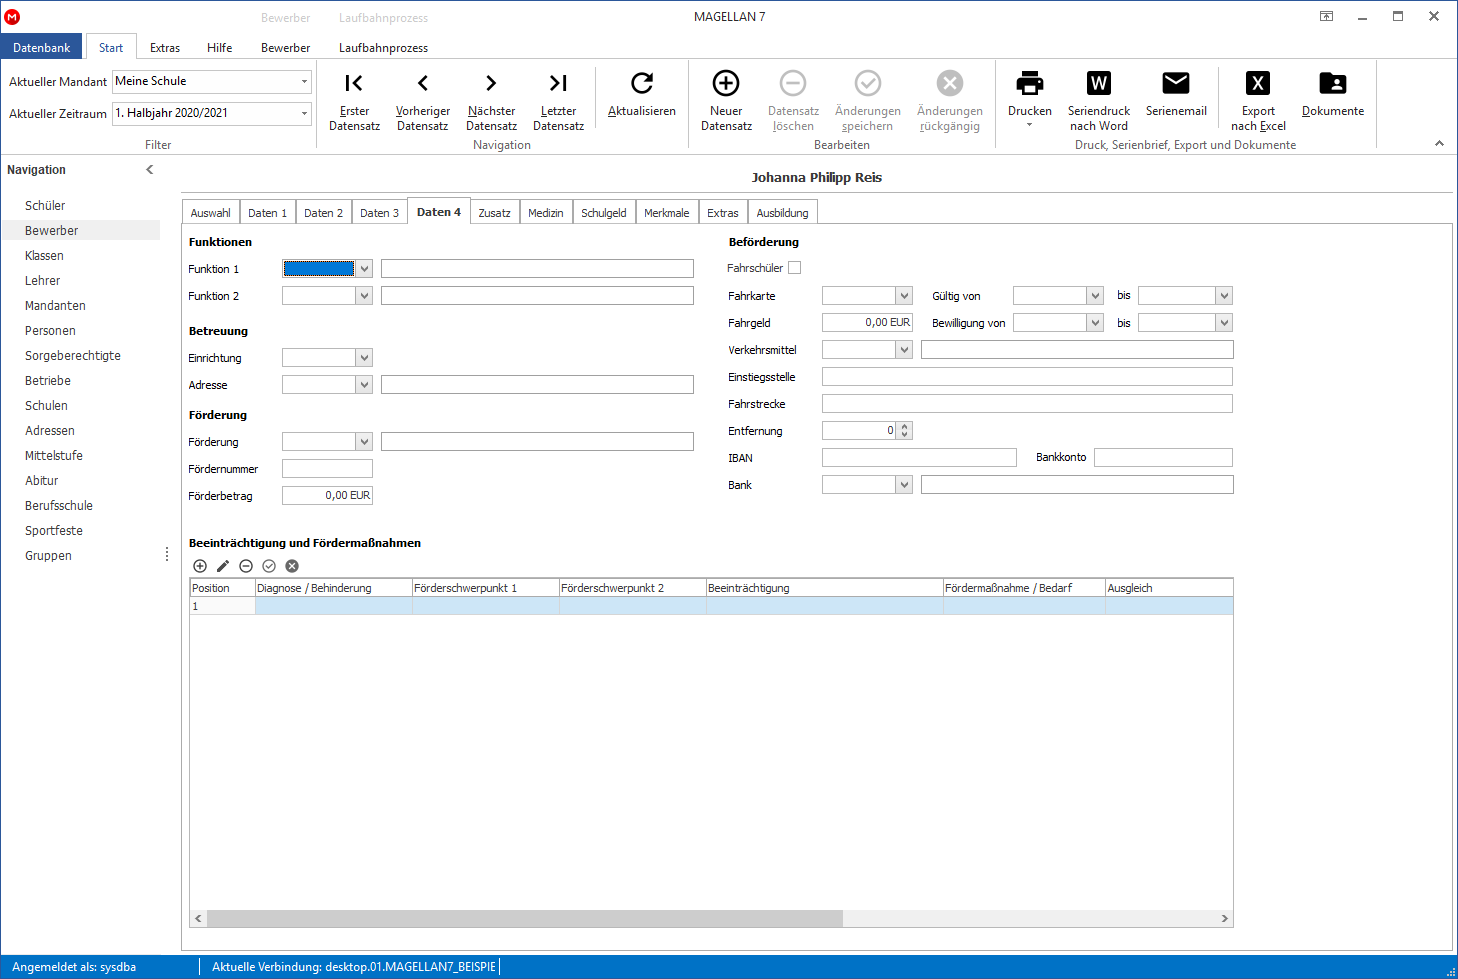 Bewerber Laufbahnprozess MAGELLAN 7
Datenbank Start Extras Hilfe Bewerber Laufbahnprozess
Aktueller Mandant Meine Schule
Aktueller Zeitraum 1. Halbjahr 2020/2021
Filter
Erster Datensatz
Vorheriger Datensatz
Nächster Datensatz
Letzter Datensatz
Aktualisieren
Navigation
Neuer Datensatz
Datensatz löschen
Änderungen speichern
Änderungen rückgängig
Bearbeiten
Drucken
Seriendruck nach Word
Serienemail
Export nach Excel
Dokumente
Druck, Serienbrief, Export und Dokumente
Navigation
Schüler
Bewerber
Klassen
Lehrer
Mandanten
Personen
Sorgeberechtigte
Betriebe
Schulen
Adressen
Mittelstufe
Abitur
Berufsschule
Sportfeste
Gruppen
Johanna Philipp Reis
Auswahl Daten 1 Daten 2 Daten 3 Daten 4 Zusatz Medizin Schulgeld Merkmale Extras Ausbildung
Funktionen
Funktion 1
Funktion 2
Betreuung
Einrichtung
Adresse
Förderung
Förderung
Fördernummer
Förderbetrag 0,00 EUR
Beförderung
Fahrschüler
Fahrkarte Gültig von bis
Fahrgeld 0,00 EUR Bewilligung von bis
Verkehrsmittel
Einstiegsstelle
Fahrstrecke
Entfernung 0
IBAN Bankkonto
Bank
Beeinträchtigung und Fördermaßnahmen
Position Diagnose / Behinderung Förderschwerpunkt 1 Förderschwerpunkt 2 Beeinträchtigung Fördermaßnahme / Bedarf Ausgleich
1
Angemeldet als: sysdba Aktuelle Verbindung: desktop.01.MAGELLAN7_BEISPIE